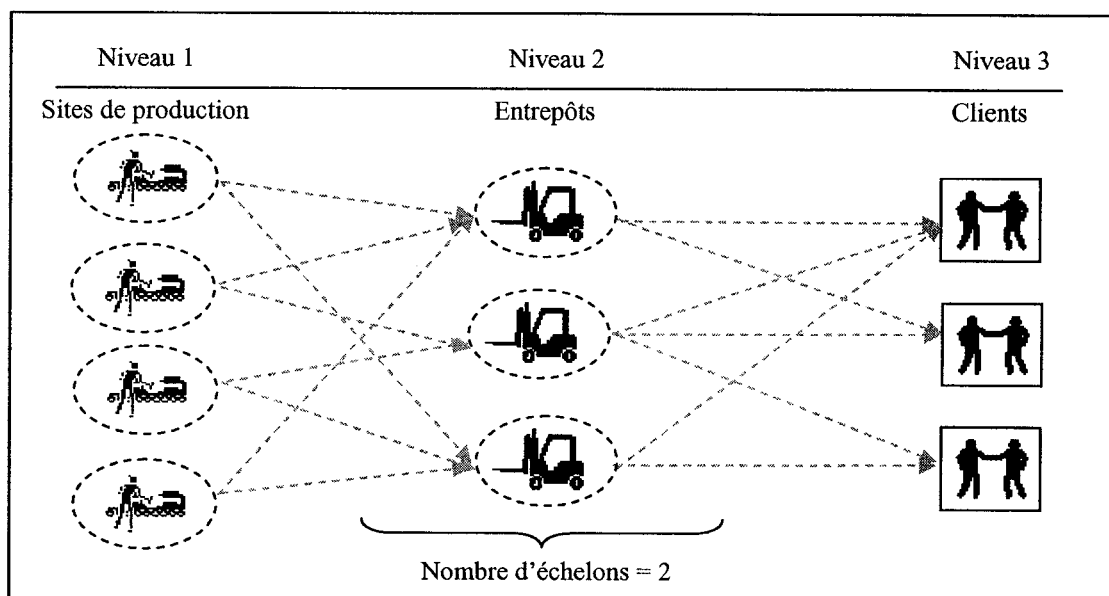 Niveau 1 Niveau 2 Niveau 3
Sites de production Entrepôts Clients
Nombre d'échelons = 2